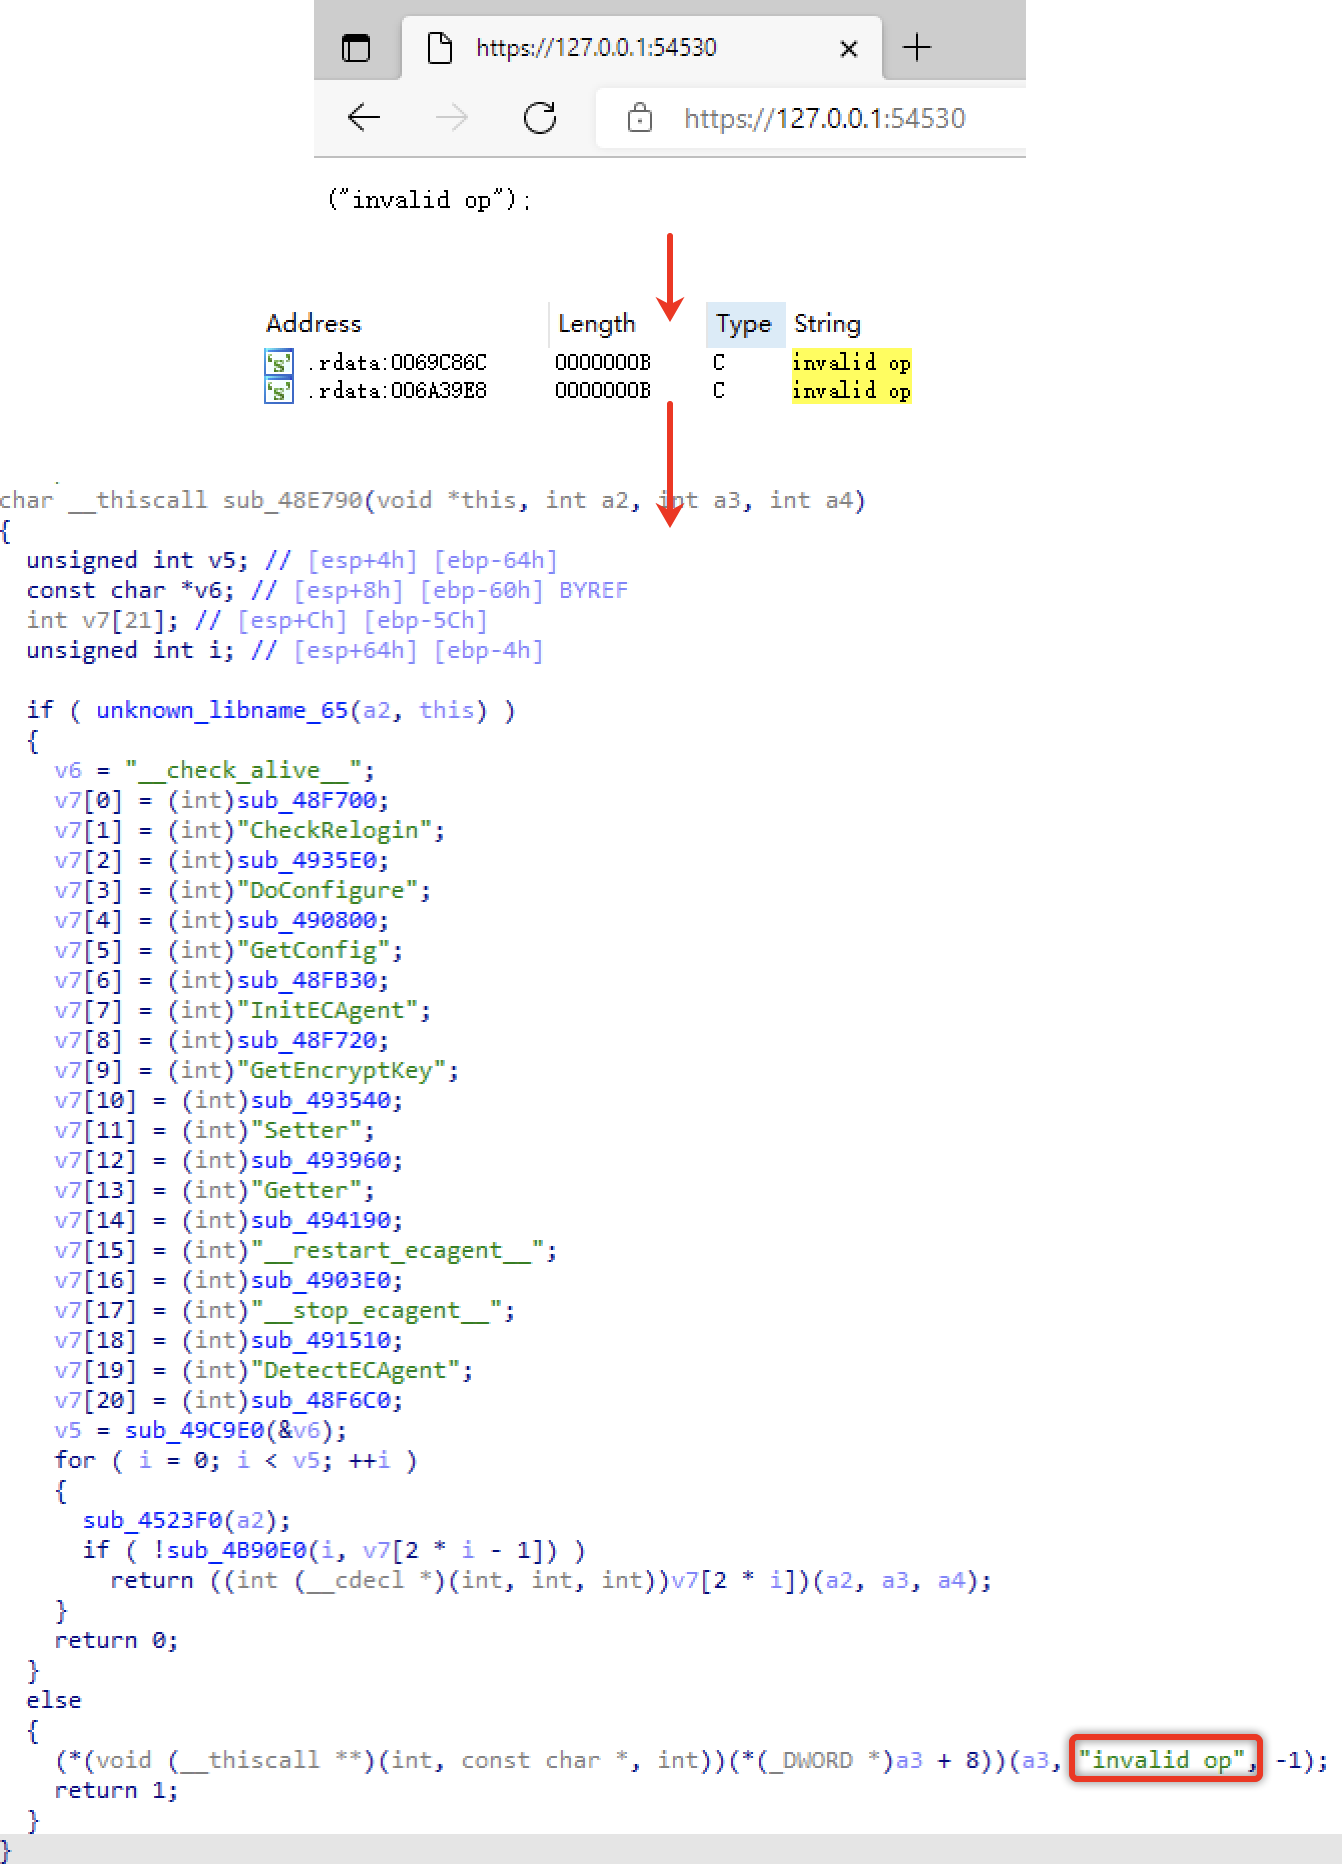 https://127.0.0.1:54530
https://127.0.0.1:54530
("invalid op");
Address Length Type String
's' .rdata:0069C86C 0000000B C invalid op
's' .rdata:006A39E8 0000000B C invalid op
char __thiscall sub_48E790(void *this, int a2, int a3, int a4)
{
unsigned int v5; // [esp+4h] [ebp-64h]
const char *v6; // [esp+8h] [ebp-60h] BYREF
int v7[21]; // [esp+Ch] [ebp-5Ch]
unsigned int i; // [esp+64h] [ebp-4h]
if ( unknown_libname_65(a2, this) )
{
v6 = "__check_alive__";
v7[0] = (int)sub_48F700;
v7[1] = (int)"CheckRelogin";
v7[2] = (int)sub_4935E0;
v7[3] = (int)"DoConfigure";
v7[4] = (int)sub_490800;
v7[5] = (int)"GetConfig";
v7[6] = (int)sub_48FB30;
v7[7] = (int)"InitECAgent";
v7[8] = (int)sub_48F720;
v7[9] = (int)"GetEncryptKey";
v7[10] = (int)sub_493540;
v7[11] = (int)"Setter";
v7[12] = (int)sub_493960;
v7[13] = (int)"Getter";
v7[14] = (int)sub_494190;
v7[15] = (int)"__restart_ecagent__";
v7[16] = (int)sub_4903E0;
v7[17] = (int)"__stop_ecagent__";
v7[18] = (int)sub_491510;
v7[19] = (int)"DetectECAgent";
v7[20] = (int)sub_48F6C0;
v5 = sub_49C9E0(&v6);
for ( i = 0; i < v5; ++i )
{
sub_4523F0(a2);
if ( !sub_4B90E0(i, v7[2 * i - 1]) )
return ((int (__cdecl *)(int, int, int))v7[2 * i])(a2, a3, a4);
}
return 0;
}
else
{
(*(void (__thiscall **)(int, const char *, int))(*(_DWORD *)a3 + 8))(a3, "invalid op", -1);
return 1;
}
}